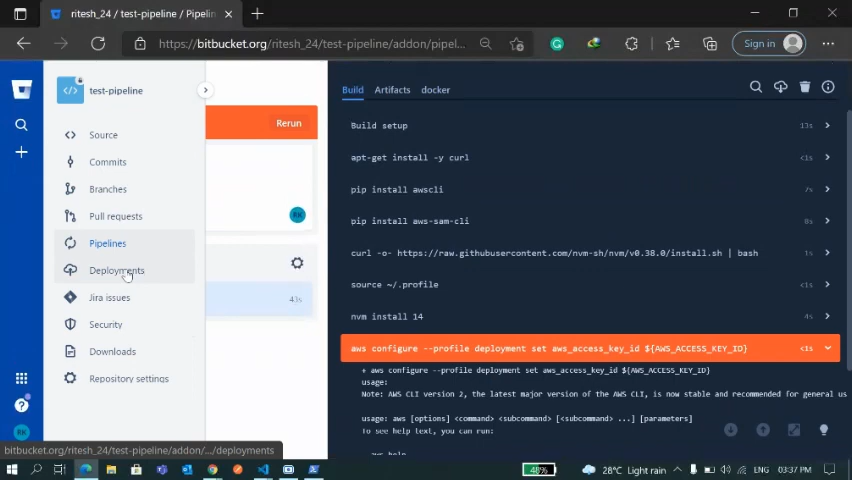 ritesh_24 / test-pipeline / Pipelin
https://bitbucket.org/ritesh_24/test-pipeline/addon/pipel...
Sign in
test-pipeline
Source
Commits
Branches
Pull requests
Pipelines
Deployments
Jira issues
Security
Downloads
Repository settings
RK
Rerun
RK
43s
Build Artifacts docker
Build setup 13s
apt-get install -y curl <1s
pip install awscli 7s
pip install aws-sam-cli 8s
curl -o- https://raw.githubusercontent.com/nvm-sh/nvm/v0.38.0/install.sh | bash 1s
source ~/.profile <1s
nvm install 14 4s
aws configure --profile deployment set aws_access_key_id ${AWS_ACCESS_KEY_ID} <1s
+ aws configure --profile deployment set aws_access_key_id ${AWS_ACCESS_KEY_ID}
usage:
Note: AWS CLI version 2, the latest major version of the AWS CLI, is now stable and recommended for general us
usage: aws [options] <command> <subcommand> [<subcommand> ...] [parameters]
To see help text, you can run:
aws help
bitbucket.org/ritesh_24/test-pipeline/addon/.../deployments
48%
28°C Light rain
ENG
03:37 PM